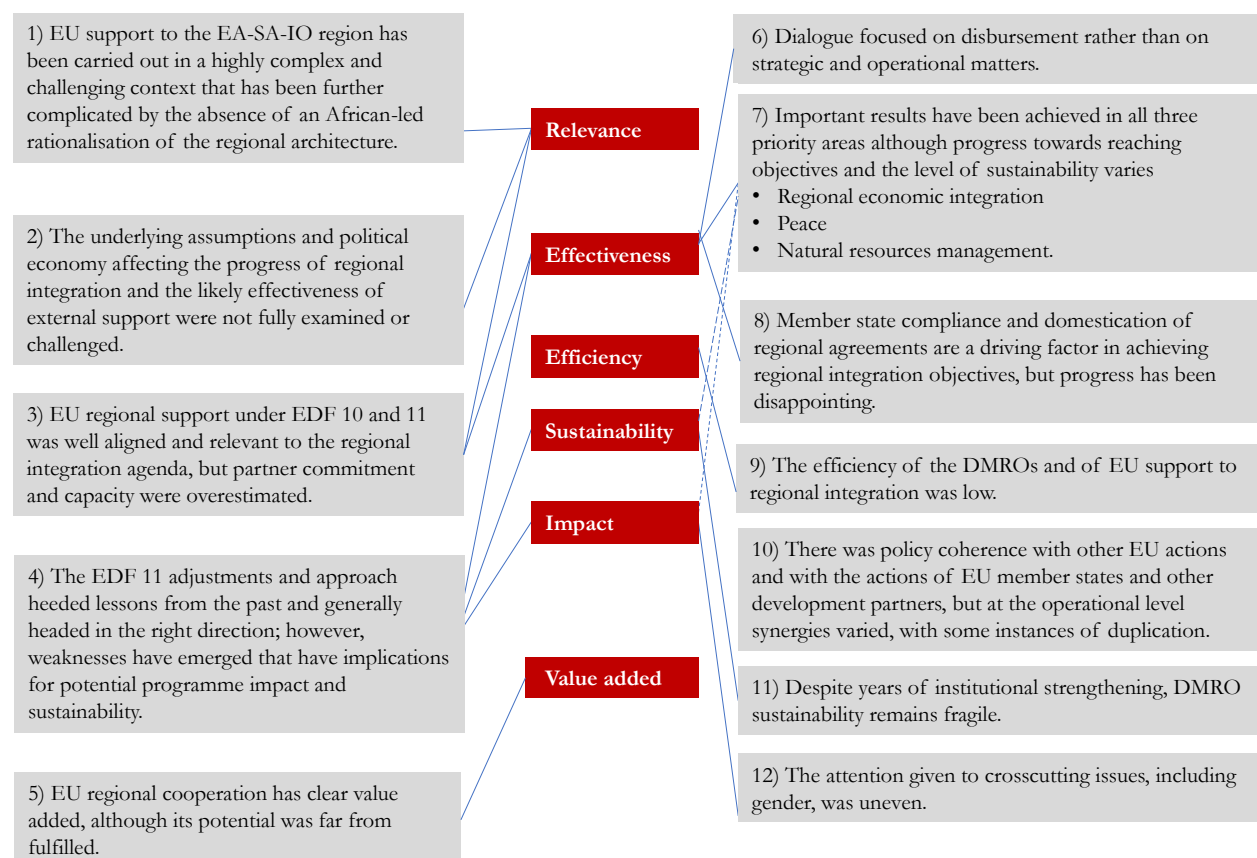 1) EU support to the EA-SA-IO region has
been carried out in a highly complex and
challenging context that has been further
complicated by the absence of an African-led
rationalisation of the regional architecture.
2) The underlying assumptions and political
economy affecting the progress of regional
integration and the likely effectiveness of
external support were not fully examined or
challenged.
3) EU regional support under EDF 10 and 11
was well aligned and relevant to the regional
integration agenda, but partner commitment
and capacity were overestimated.
4) The EDF 11 adjustments and approach
heeded lessons from the past and generally
headed in the right direction; however,
weaknesses have emerged that have implications
for potential programme impact and
sustainability.
5) EU regional cooperation has clear value
added, although its potential was far from
fulfilled.
Relevance
Effectiveness
Efficiency
Sustainability
Impact
Value added
6) Dialogue focused on disbursement rather than on
strategic and operational matters.
7) Important results have been achieved in all three
priority areas although progress towards reaching
objectives and the level of sustainability varies
• Regional economic integration
• Peace
• Natural resources management.
8) Member state compliance and domestication of
regional agreements are a driving factor in achieving
regional integration objectives, but progress has been
disappointing.
9) The efficiency of the DMROs and of EU support to
regional integration was low.
10) There was policy coherence with other EU actions
and with the actions of EU member states and other
development partners, but at the operational level
synergies varied, with some instances of duplication.
11) Despite years of institutional strengthening, DMRO
sustainability remains fragile.
12) The attention given to crosscutting issues, including
gender, was uneven.